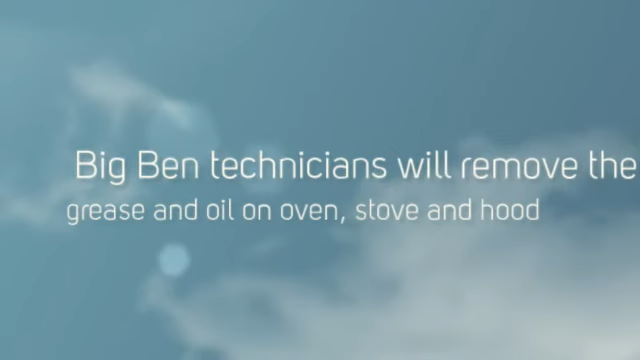 Big Ben technicians will remove the
grease and oil on oven, stove and hood